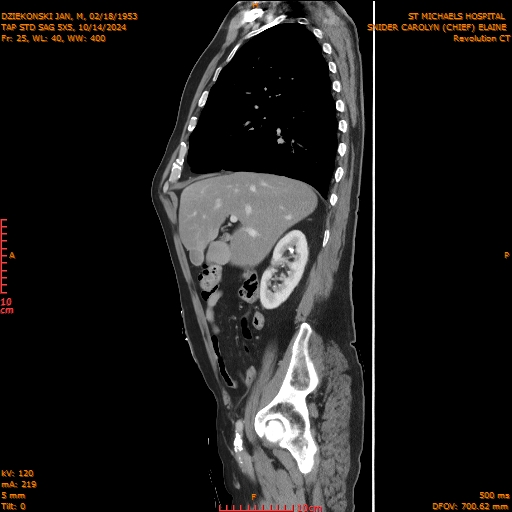 DZIEKONSKI JAN, M, 02/18/1953
TAP STD SAG 5X5, 10/14/2024
Fr: 25, WL: 40, WW: 400
ST MICHAELS HOSPITAL
SNIDER CAROLYN (CHIEF) ELAINE
Revolution CT
A
P
10
cm
kV: 120
mA: 219
5 mm
Tilt: 0
F
10cm
500 ms
DFOV: 700.62 mm